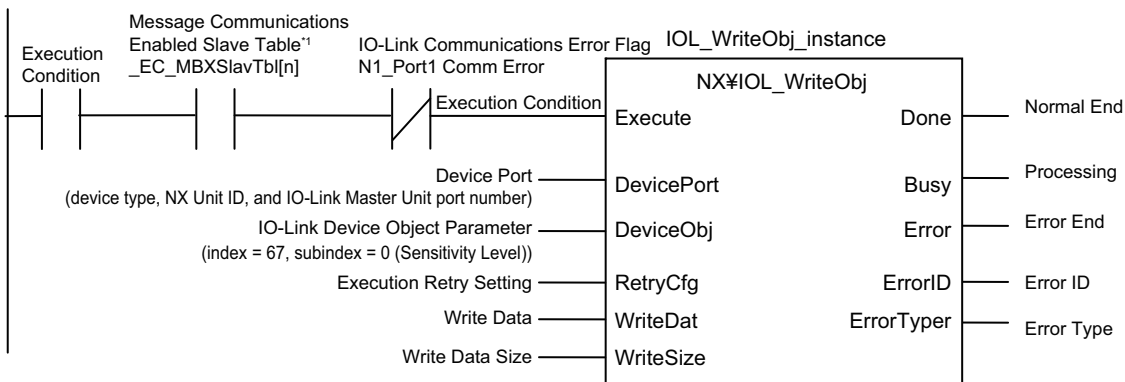 Message Communications
Enabled Slave Table*1
_EC_MBXSlavTbl[n]
Execution
Condition
IO-Link Communications Error Flag
N1_Port1 Comm Error
IOL_WriteObj_instance
NX¥IOL_WriteObj
Execution Condition
Execute
Done
Normal End
Device Port
(device type, NX Unit ID, and IO-Link Master Unit port number)
DevicePort
Busy
Processing
IO-Link Device Object Parameter
(index = 67, subindex = 0 (Sensitivity Level))
DeviceObj
Error
Error End
Execution Retry Setting
RetryCfg
ErrorID
Error ID
Write Data
WriteDat
ErrorTyper
Error Type
Write Data Size
WriteSize